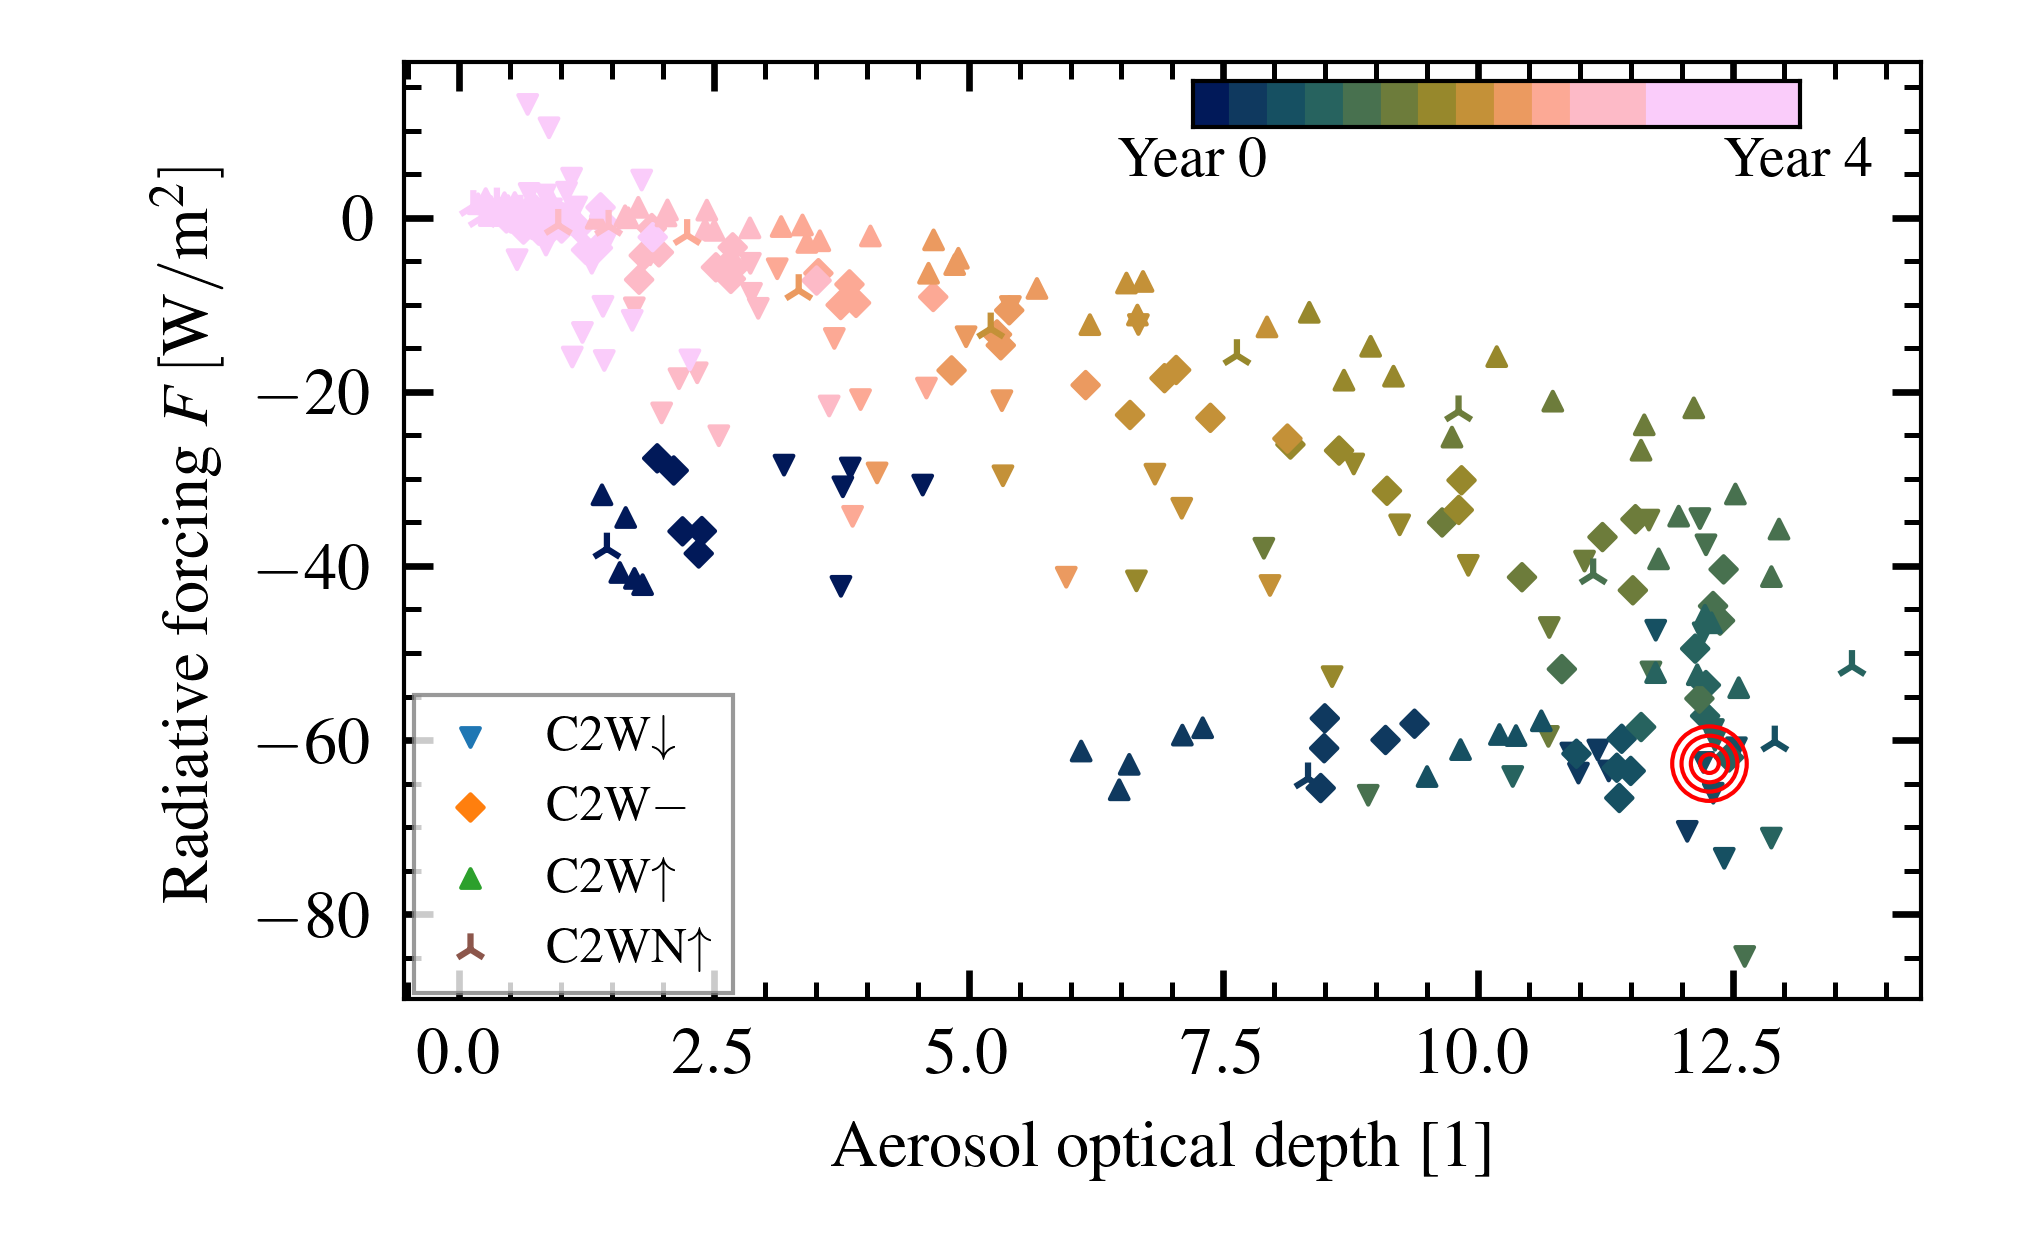 Year 0
Year 4
0
−20
−40
−60
−80
Radiative forcing F [W/m²]
C2W↓
C2W−
C2W↑
C2WN↑
0.0 2.5 5.0 7.5 10.0 12.5
Aerosol optical depth [1]